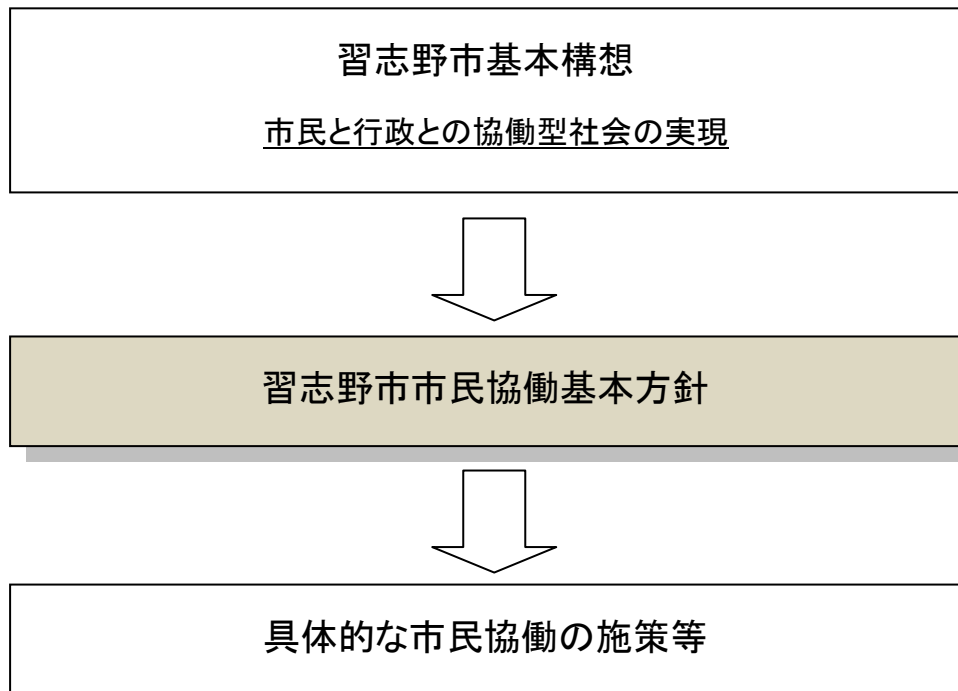 習志野市基本構想
市民と行政との協働型社会の実現
習志野市市民協働基本方針
具体的な市民協働の施策等